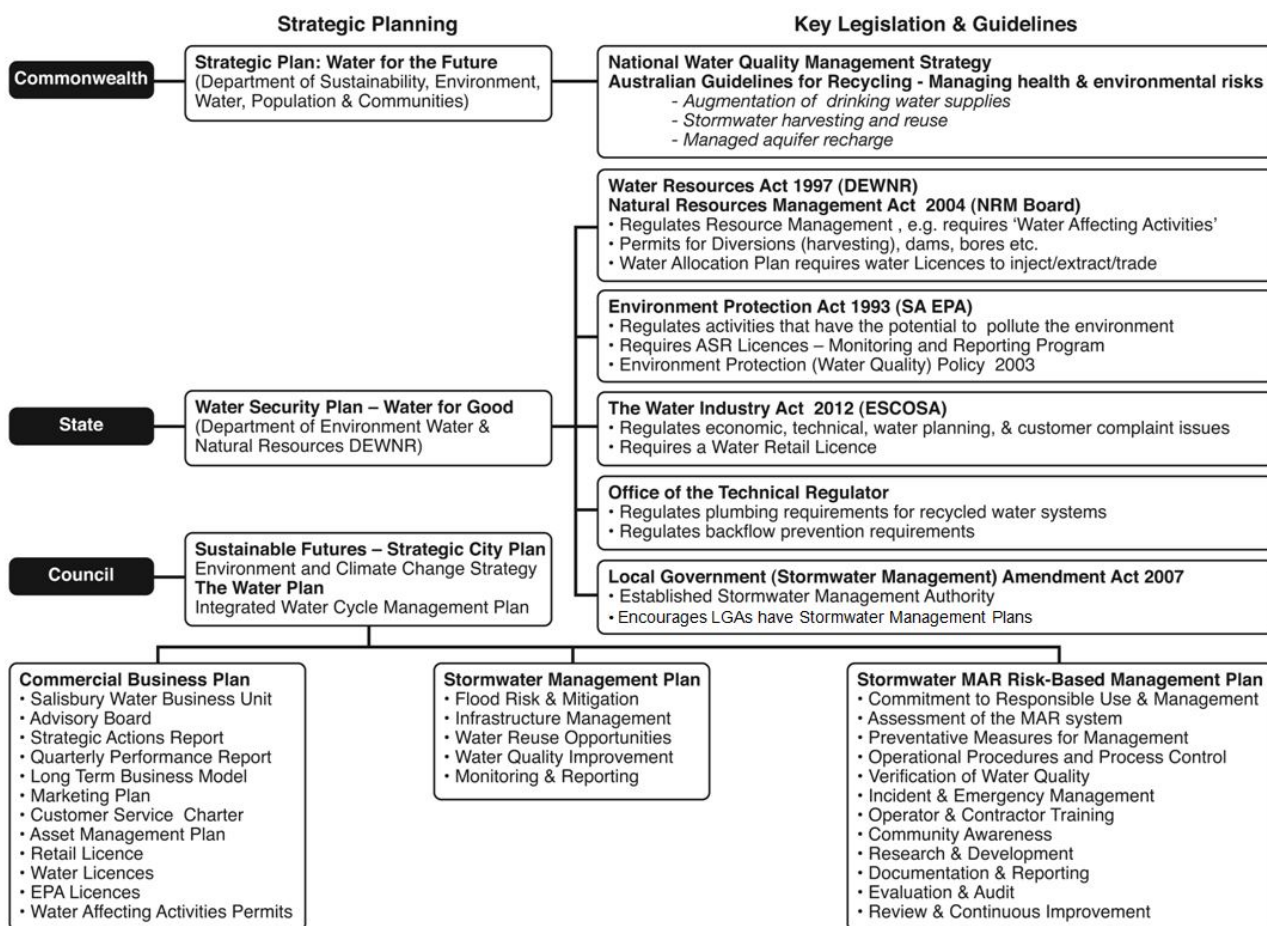 Strategic Planning
Key Legislation & Guidelines
Commonwealth
Strategic Plan: Water for the Future
(Department of Sustainability, Environment,
Water, Population & Communities)
National Water Quality Management Strategy
Australian Guidelines for Recycling - Managing health & environmental risks
- Augmentation of drinking water supplies
- Stormwater harvesting and reuse
- Managed aquifer recharge
Water Resources Act 1997 (DEWNR)
Natural Resources Management Act 2004 (NRM Board)
• Regulates Resource Management , e.g. requires ‘Water Affecting Activities’
• Permits for Diversions (harvesting), dams, bores etc.
• Water Allocation Plan requires water Licences to inject/extract/trade
Environment Protection Act 1993 (SA EPA)
• Regulates activities that have the potential to pollute the environment
• Requires ASR Licences – Monitoring and Reporting Program
• Environment Protection (Water Quality) Policy 2003
State
Water Security Plan – Water for Good
(Department of Environment Water &
Natural Resources DEWNR)
The Water Industry Act 2012 (ESCOSA)
• Regulates economic, technical, water planning, & customer complaint issues
• Requires a Water Retail Licence
Office of the Technical Regulator
• Regulates plumbing requirements for recycled water systems
• Regulates backflow prevention requirements
Council
Sustainable Futures – Strategic City Plan
Environment and Climate Change Strategy
The Water Plan
Integrated Water Cycle Management Plan
Local Government (Stormwater Management) Amendment Act 2007
• Established Stormwater Management Authority
• Encourages LGAs have Stormwater Management Plans
Commercial Business Plan
• Salisbury Water Business Unit
• Advisory Board
• Strategic Actions Report
• Quarterly Performance Report
• Long Term Business Model
• Marketing Plan
• Customer Service Charter
• Asset Management Plan
• Retail Licence
• Water Licences
• EPA Licences
• Water Affecting Activities Permits
Stormwater Management Plan
• Flood Risk & Mitigation
• Infrastructure Management
• Water Reuse Opportunities
• Water Quality Improvement
• Monitoring & Reporting
Stormwater MAR Risk-Based Management Plan
• Commitment to Responsible Use & Management
• Assessment of the MAR system
• Preventative Measures for Management
• Operational Procedures and Process Control
• Verification of Water Quality
• Incident & Emergency Management
• Operator & Contractor Training
• Community Awareness
• Research & Development
• Documentation & Reporting
• Evaluation & Audit
• Review & Continuous Improvement